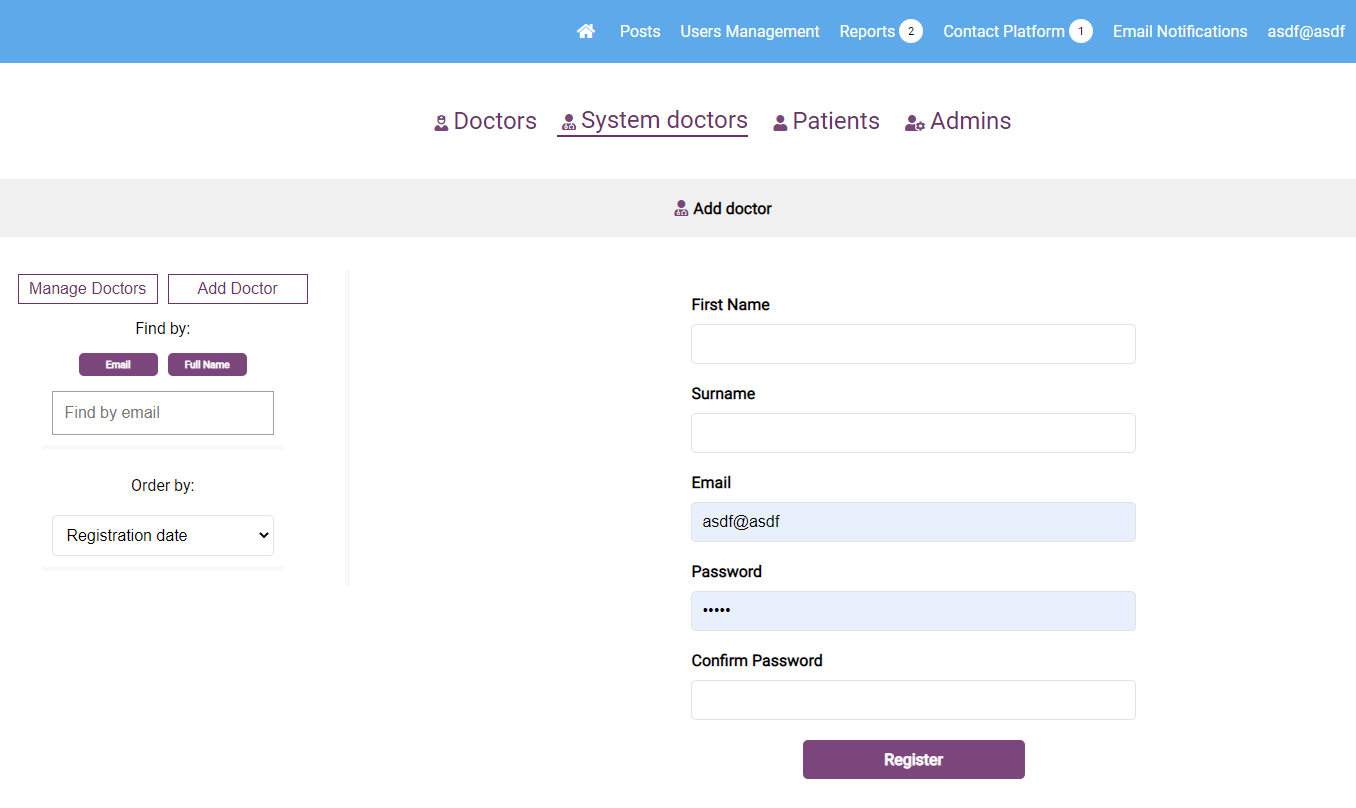 Posts Users Management Reports 2 Contact Platform 1 Email Notifications asdf@asdf
Doctors System doctors Patients Admins
Add doctor
Manage Doctors Add Doctor
Find by:
Email Full Name
Find by email
Order by:
Registration date
First Name
Surname
Email
asdf@asdf
Password
•••••
Confirm Password
Register